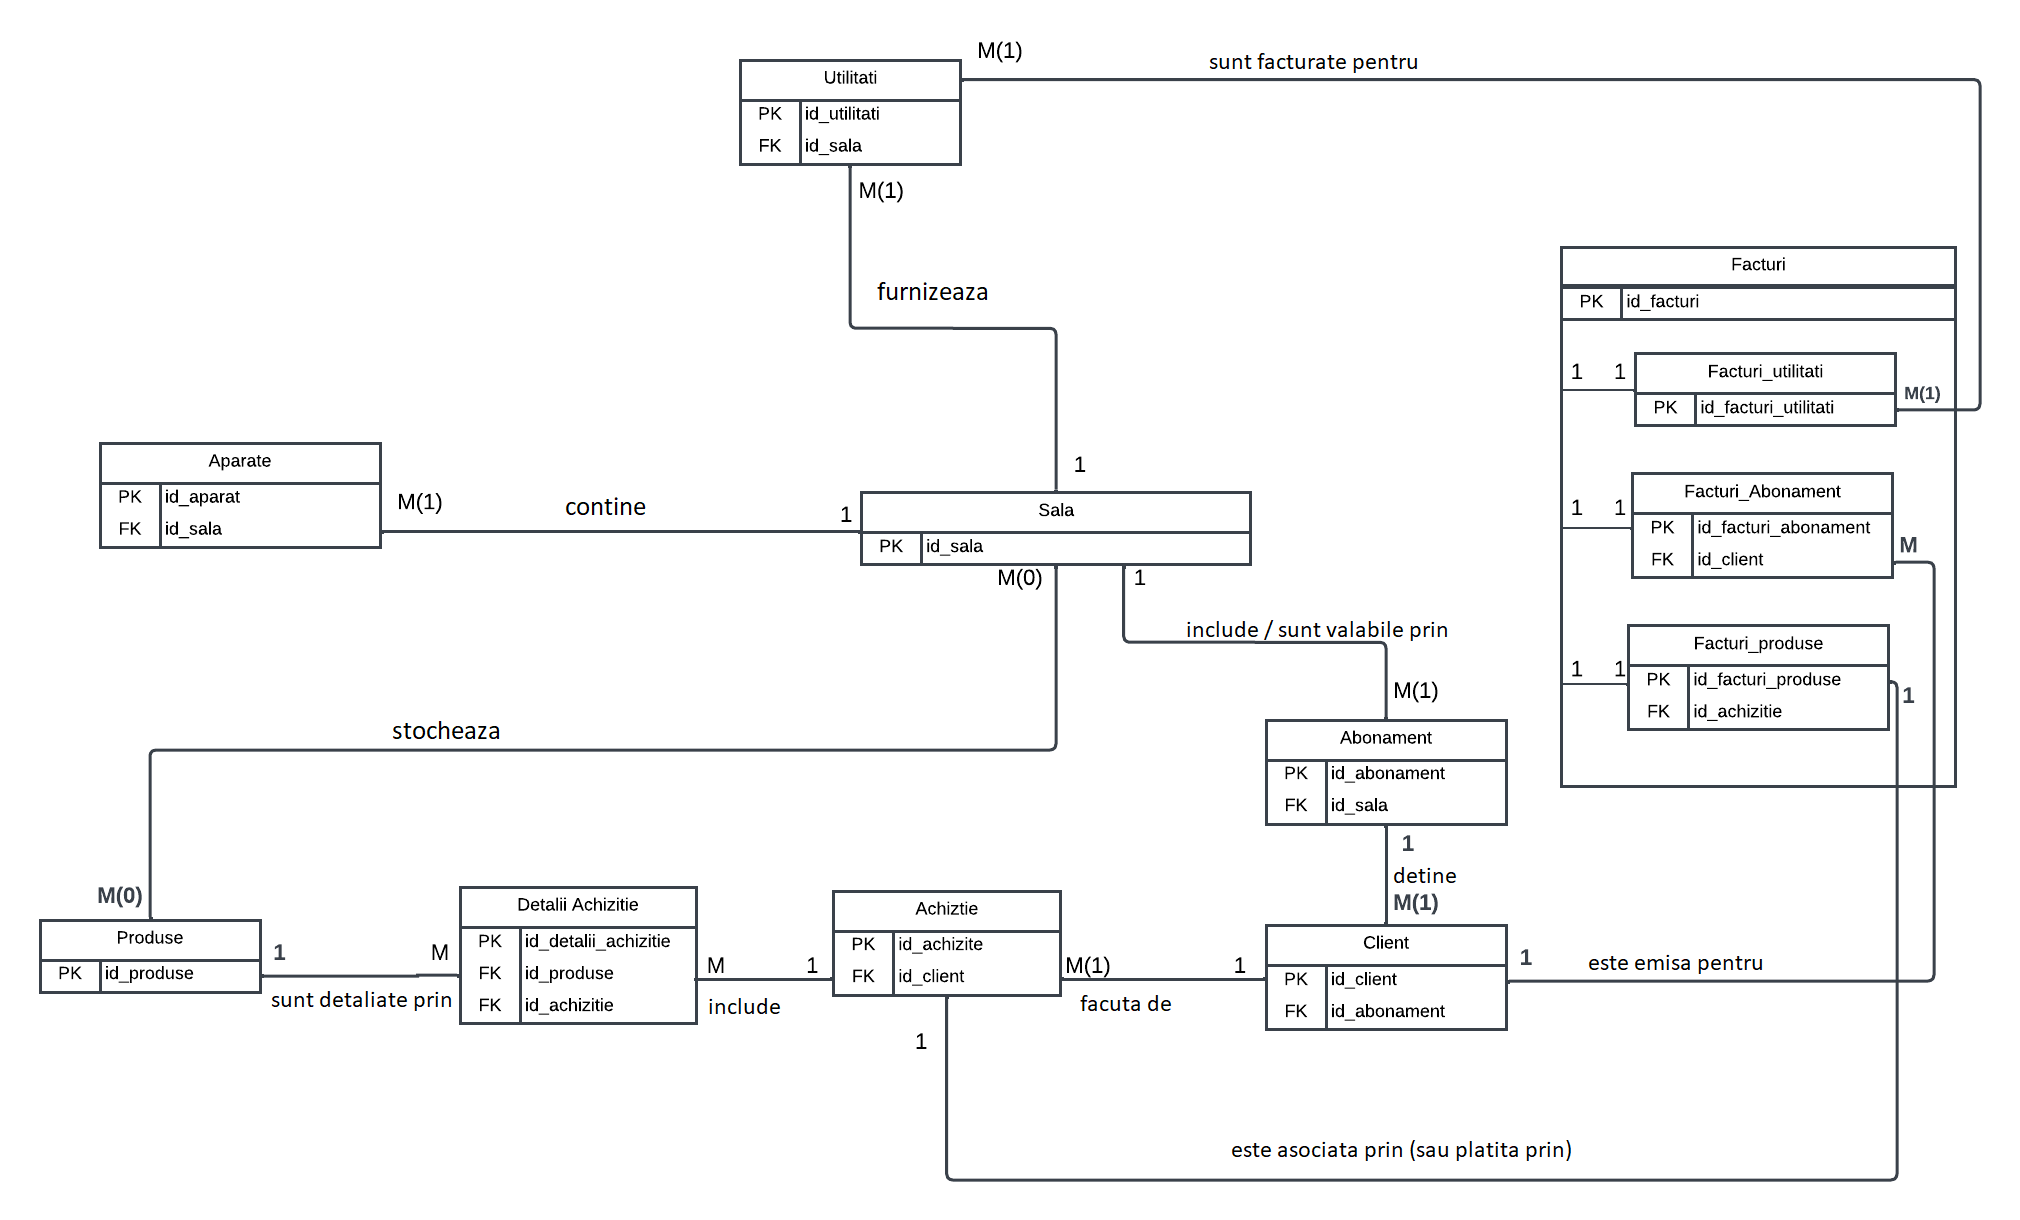 M(1)
sunt facturate pentru
Utilitati
PK id_utilitati
FK id_sala
M(1)
furnizeaza
Facturi
PK id_facturi
1 1
Facturi_utilitati
PK id_facturi_utilitati
M(1)
1 1
Facturi_Abonament
PK id_facturi_abonament
FK id_client
M
1 1
Facturi_produse
PK id_facturi_produse
FK id_achizitie
1
Aparate
PK id_aparat
FK id_sala
M(1)
contine
1
1
Sala
PK id_sala
M(0)
1
include / sunt valabile prin
M(1)
stocheaza
Abonament
PK id_abonament
FK id_sala
1
detine
M(1)
M(0)
Produse
PK id_produse
1
M
sunt detaliate prin
Detalii Achizitie
PK id_detalii_achizitie
FK id_produse
FK id_achizitie
M
1
include
Achiztie
PK id_achizite
FK id_client
M(1)
1
facuta de
Client
PK id_client
FK id_abonament
1
este emisa pentru
1
este asociata prin (sau platita prin)